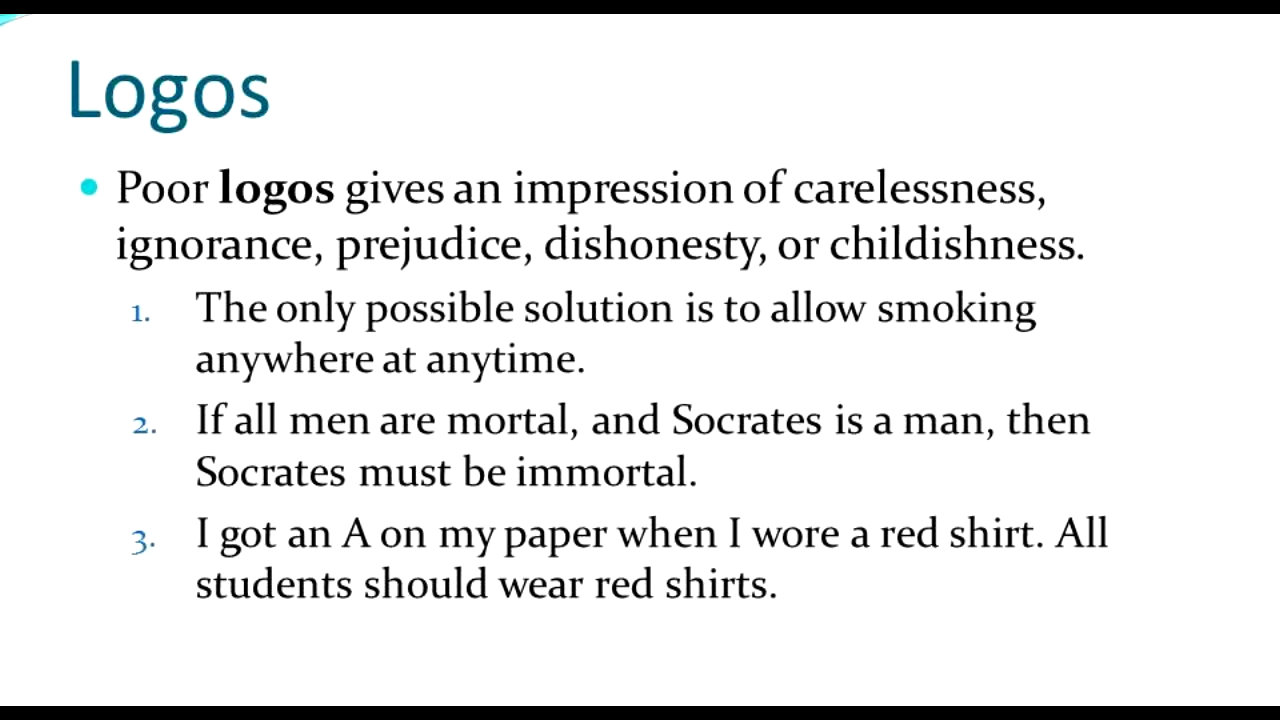 Logos
• Poor logos gives an impression of carelessness,
ignorance, prejudice, dishonesty, or childishness.
1. The only possible solution is to allow smoking
anywhere at anytime.
2. If all men are mortal, and Socrates is a man, then
Socrates must be immortal.
3. I got an A on my paper when I wore a red shirt. All
students should wear red shirts.